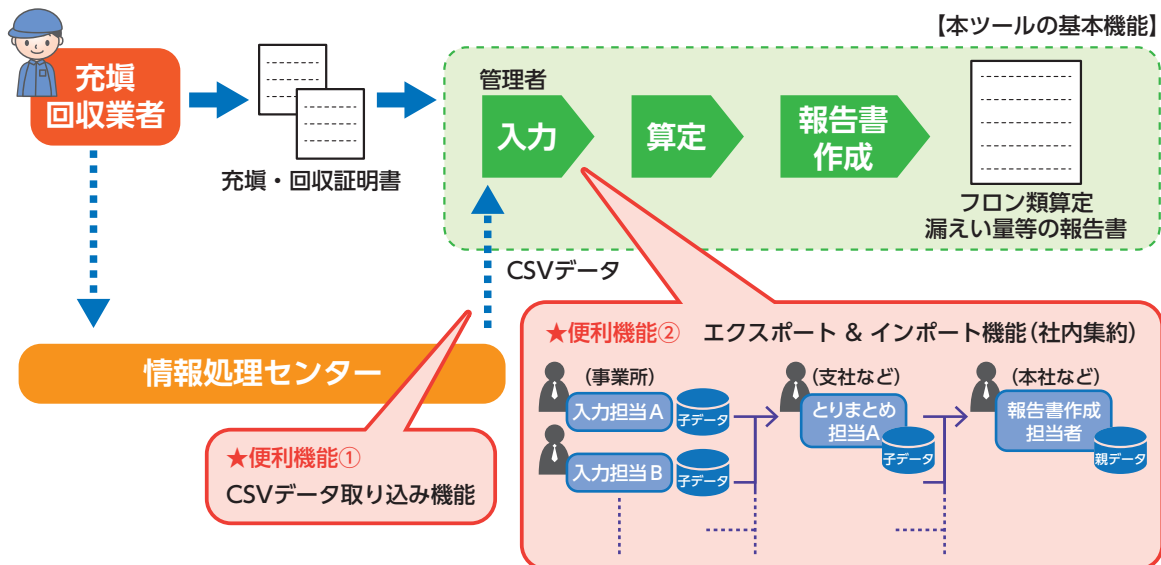 【本ツールの基本機能】
充塡
回収業者
充塡・回収証明書
管理者
入力
算定
報告書
作成
フロン類算定
漏えい量等の報告書
CSVデータ
情報処理センター
★便利機能①
CSVデータ取り込み機能
★便利機能② エクスポート & インポート機能(社内集約)
(事業所)
入力担当A
子データ
入力担当B
子データ
(支社など)
とりまとめ
担当A
子データ
(本社など)
報告書作成
担当者
親データ